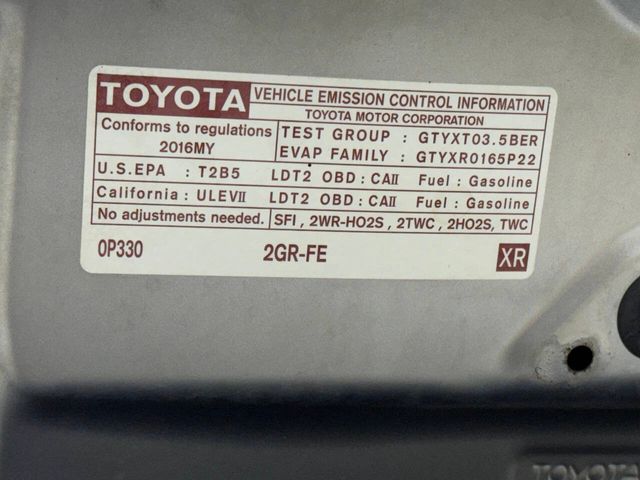 TOYOTA
VEHICLE EMISSION CONTROL INFORMATION
TOYOTA MOTOR CORPORATION
Conforms to regulations
2016MY
TEST GROUP : GTYXT03.5BER
EVAP FAMILY : GTYXR0165P22
U.S.EPA : T2B5 LDT2 OBD : CAII Fuel : Gasoline
California : ULEVII LDT2 OBD : CAII Fuel : Gasoline
No adjustments needed. SFI , 2WR-HO2S , 2TWC , 2HO2S, TWC
0P330 2GR-FE XR
TOYOTA